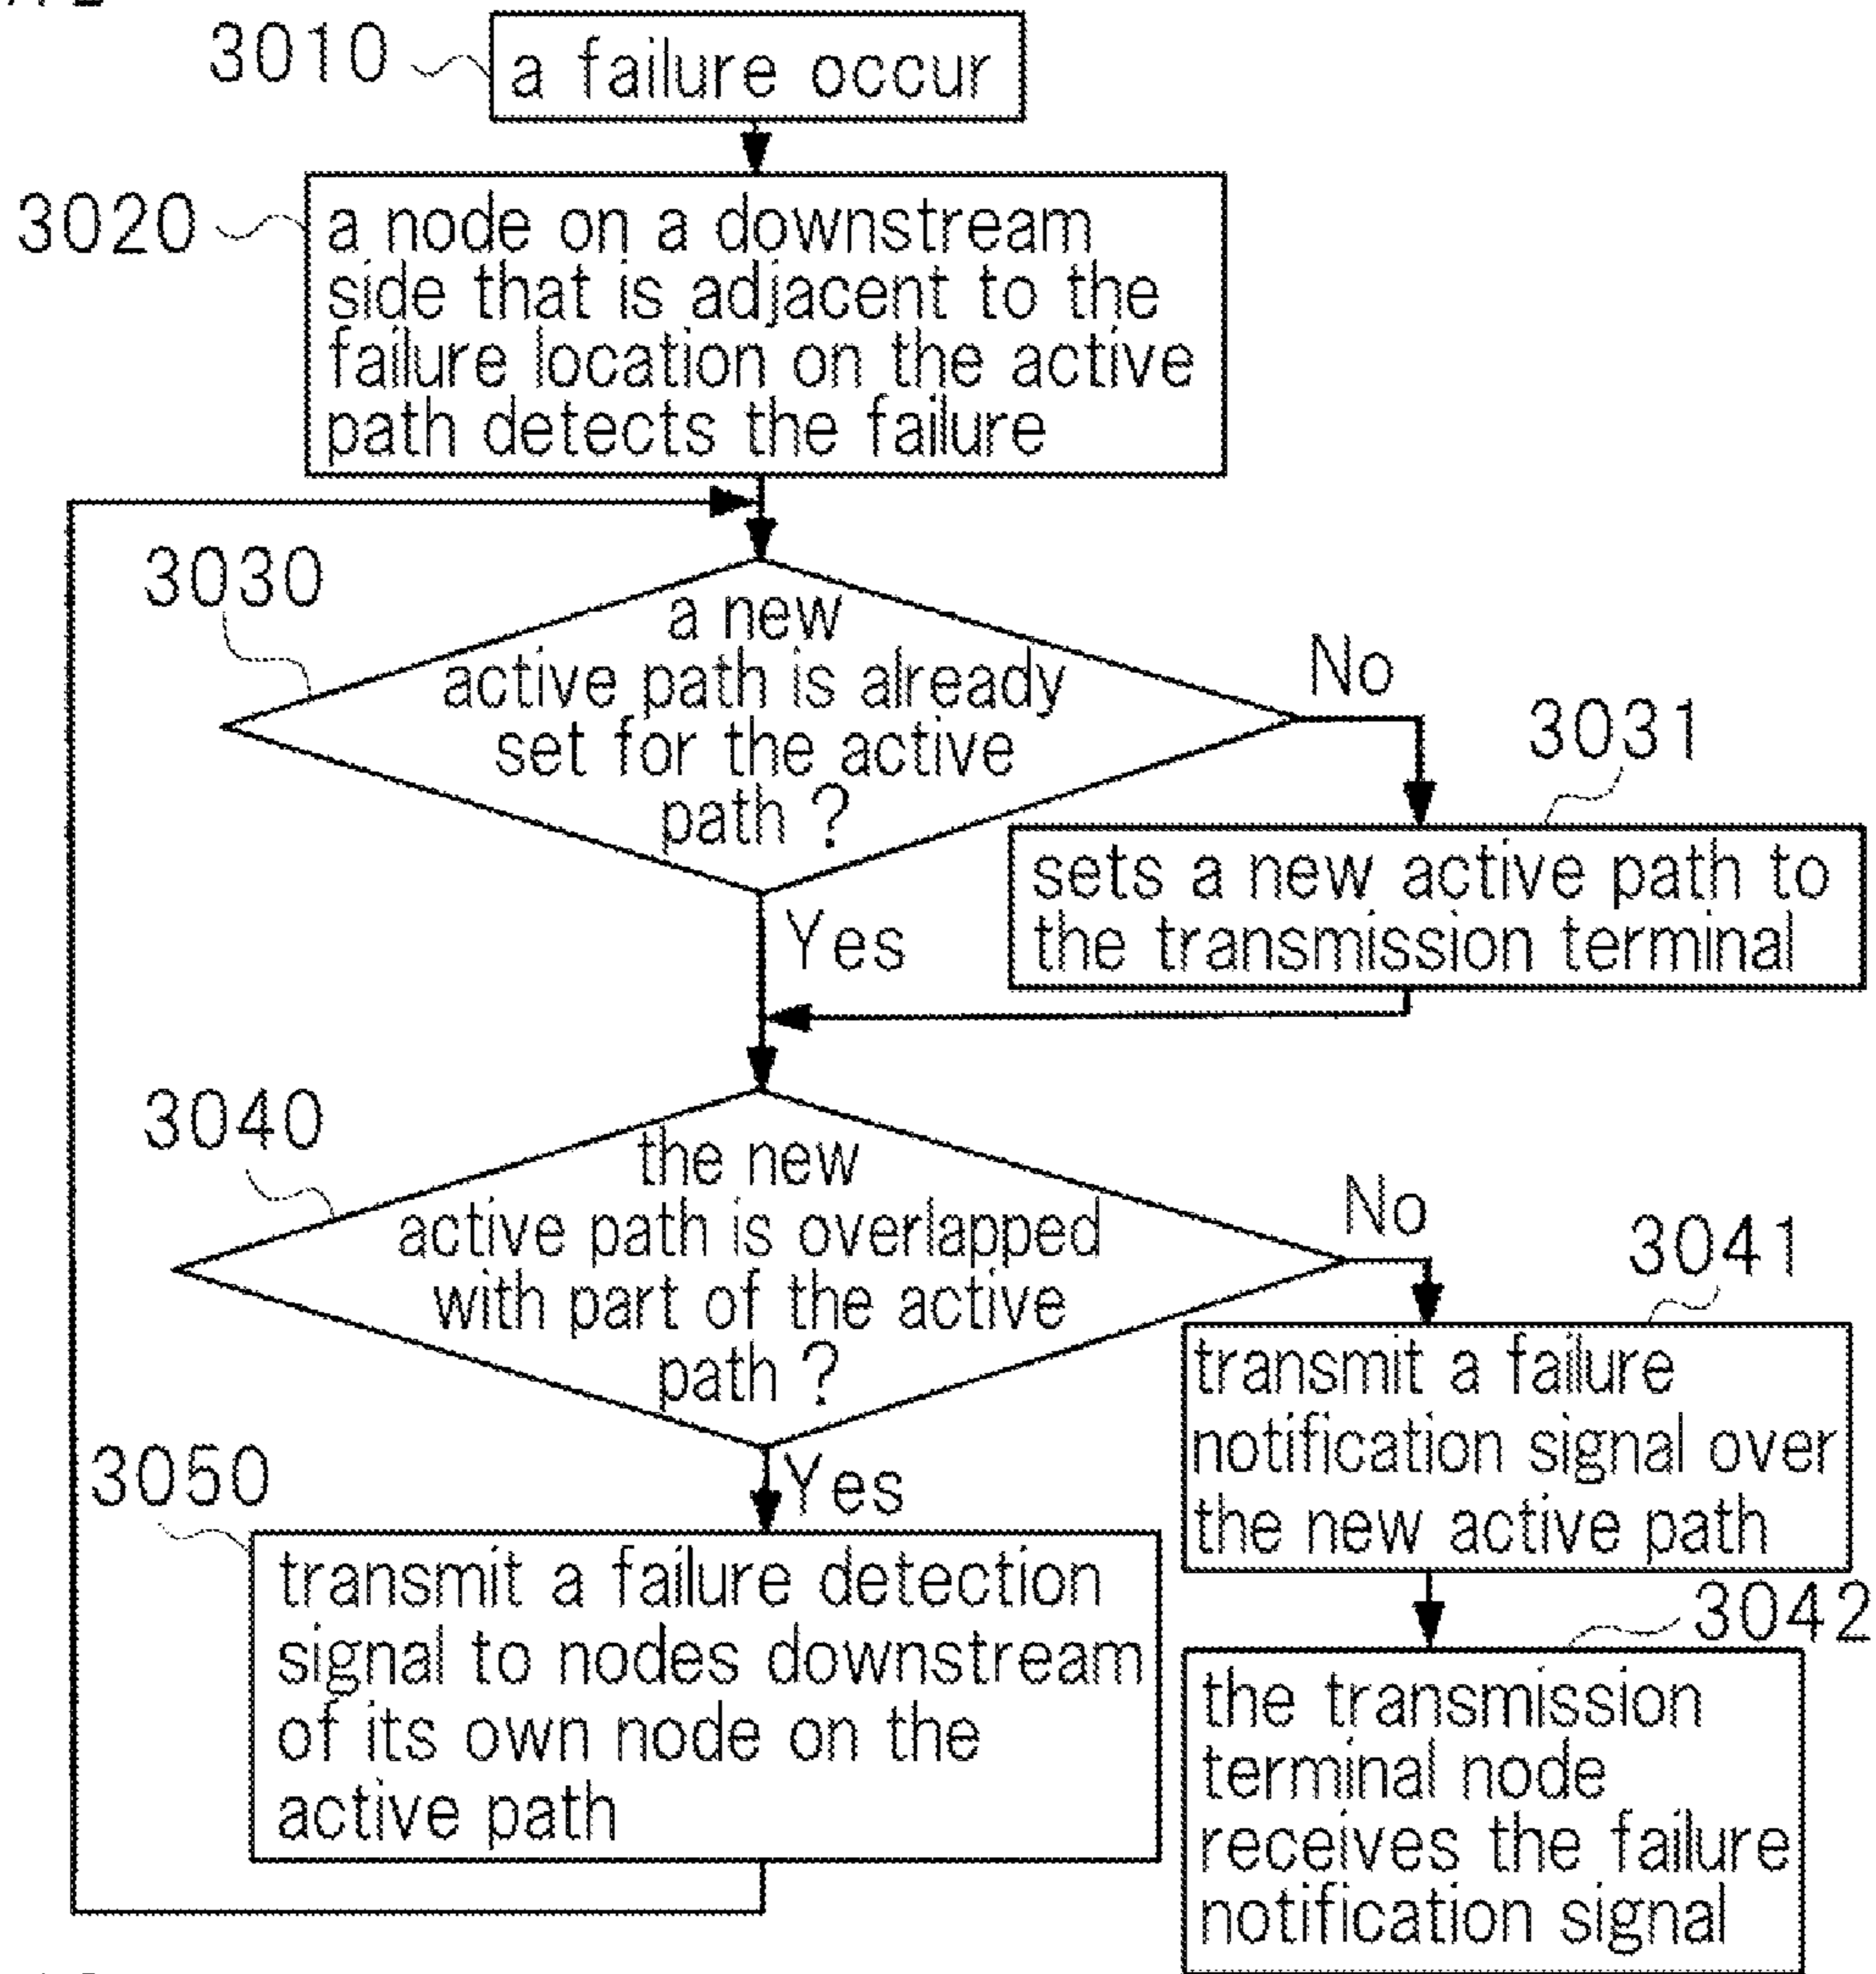 3010
a failure occur
3020
a node on a downstream
side that is adjacent to the
failure location on the active
path detects the failure
3030
a new
active path is already
set for the active
path ?
No
3031
sets a new active path to
the transmission terminal
Yes
3040
the new
active path is overlapped
with part of the active
path ?
No
3041
transmit a failure
notification signal over
the new active path
Yes
3050
transmit a failure detection
signal to nodes downstream
of its own node on the
active path
3042
the transmission
terminal node
receives the failure
notification signal